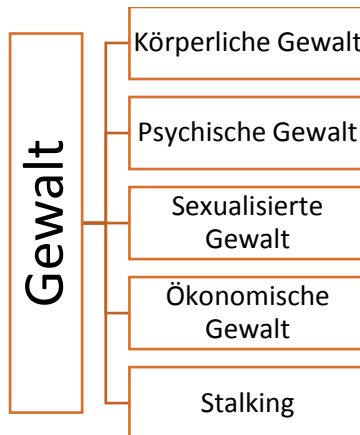 Gewalt
Körperliche Gewalt
Psychische Gewalt
Sexualisierte
Gewalt
Ökonomische
Gewalt
Stalking